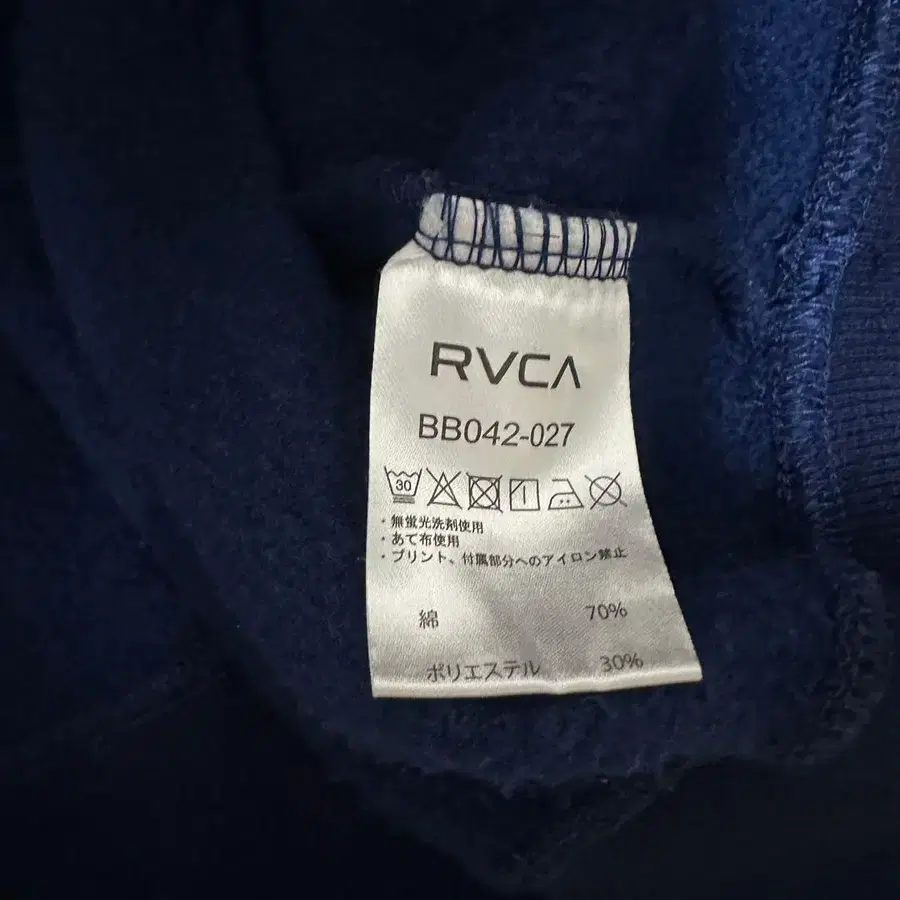 RVCA
BB042-027
30
・無蛍光洗剤使用
・あて布使用
・プリント、付属部分へのアイロン禁止
綿 70%
ポリエステル 30%